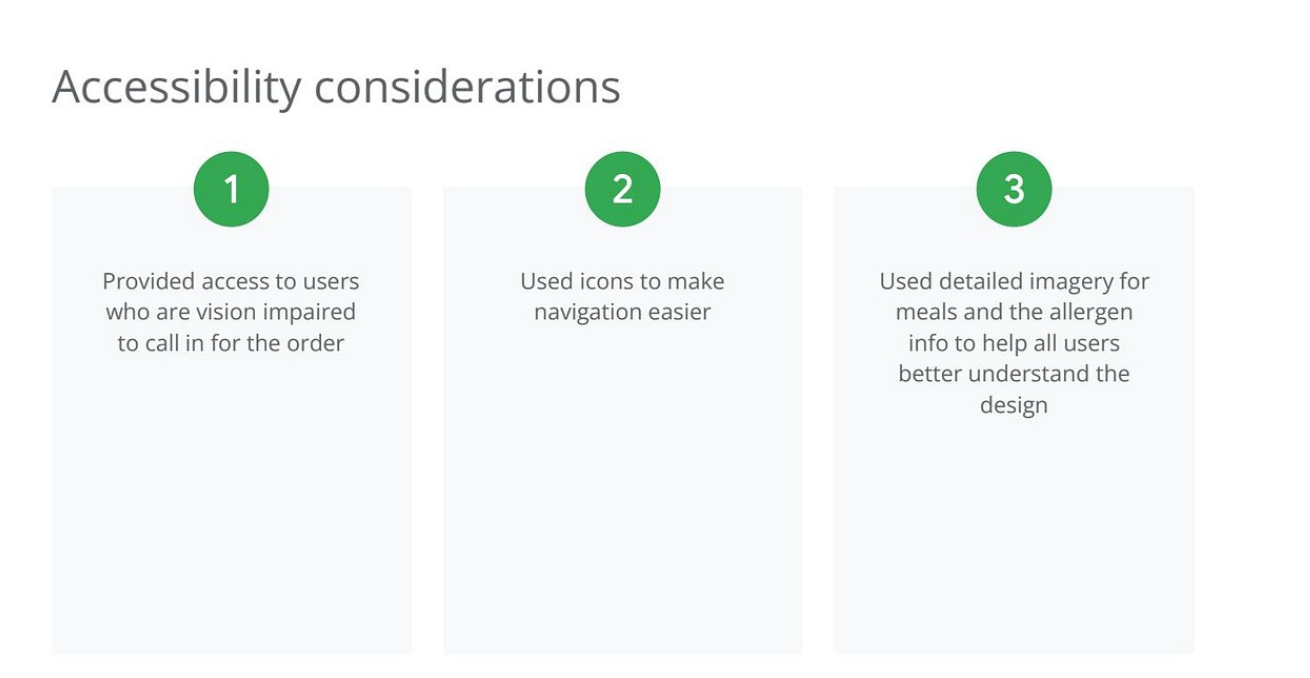 Accessibility considerations
1
Provided access to users
who are vision impaired
to call in for the order
2
Used icons to make
navigation easier
3
Used detailed imagery for
meals and the allergen
info to help all users
better understand the
design